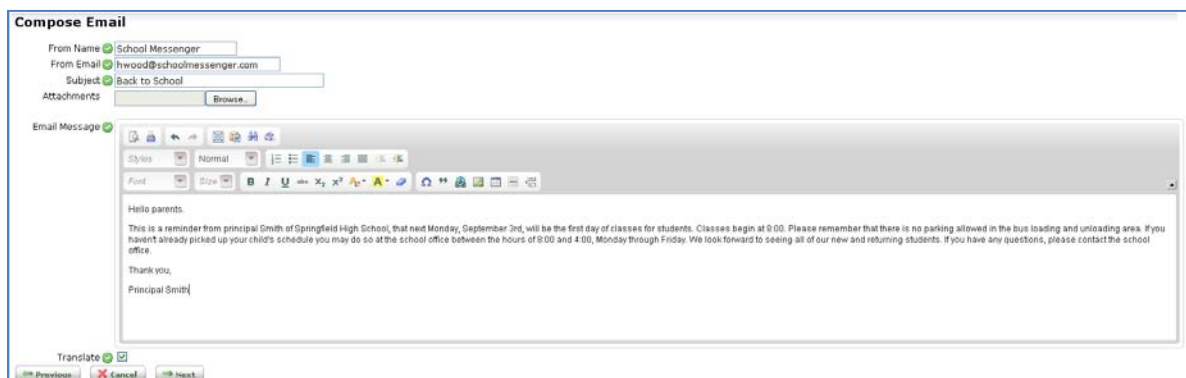 Compose Email
From Name School Messenger
From Email hwood@schoolmessenger.com
Subject Back to School
Attachments Browse..
Email Message
Styles Normal
Font Size B I U abc X₂ X² A A Ω
Hello parents.
This is a reminder from principal Smith of Springfield High School, that next Monday, September 3rd, will be the first day of classes for students. Classes begin at 8:00. Please remember that there is no parking allowed in the bus loading and unloading area. If you
haven't already picked up your child's schedule you may do so at the school office between the hours of 8:00 and 4:00, Monday through Friday. We look forward to seeing all of our new and returning students. If you have any questions, please contact the school
office.
Thank you,
Principal Smith
Translate
Previous Cancel Next